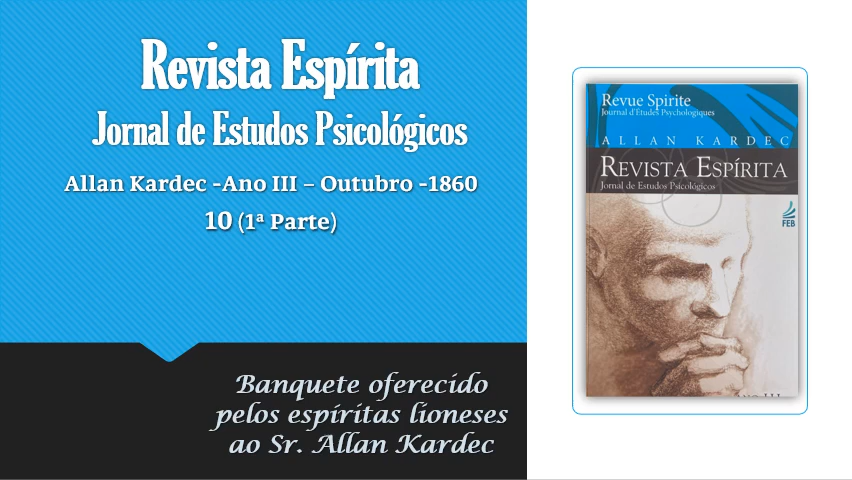 Revista Espírita
Jornal de Estudos Psicológicos
Allan Kardec -Ano III – Outubro -1860
10 (1ª Parte)
Banquete oferecido
pelos espíritas lioneses
ao Sr. Allan Kardec
Revue Spirite
Journal d'Études Psychologiques
ALLAN KARDEC
REVISTA ESPÍRITA
Jornal de Estudos Psicológicos
FEB
ANO III